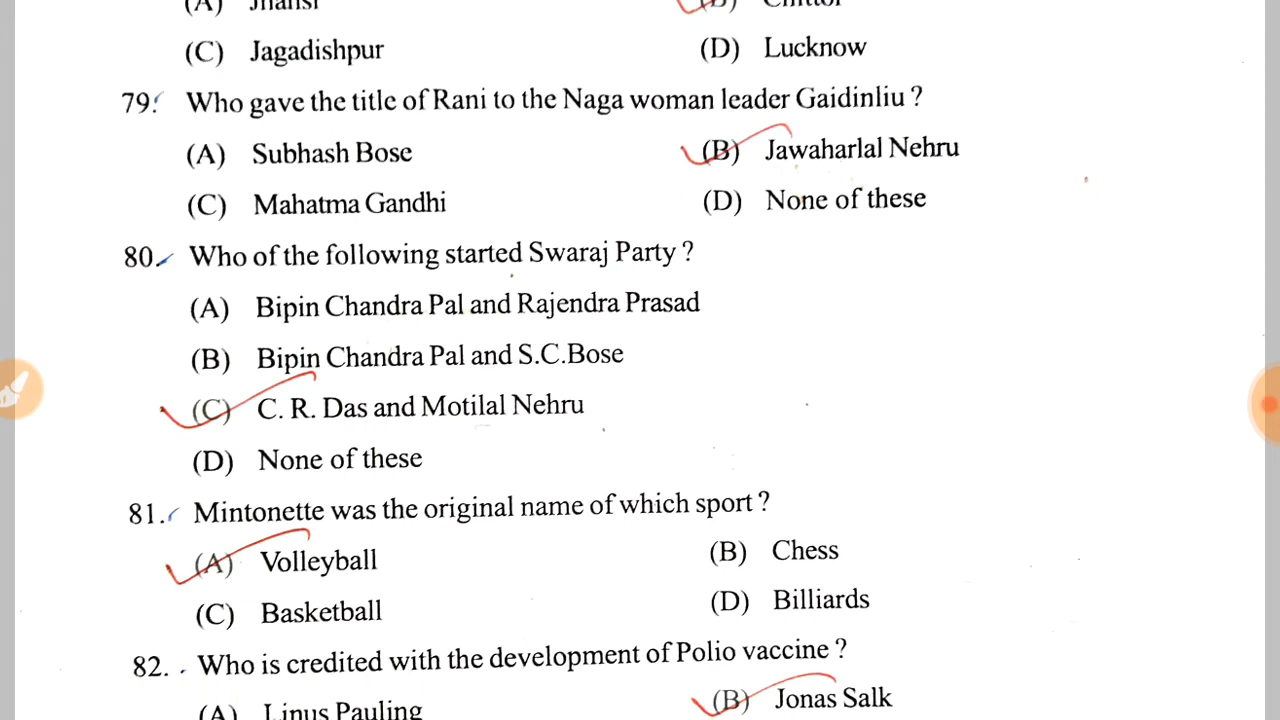 (A) Jhansi (B) Chittor
(C) Jagadishpur (D) Lucknow
79. Who gave the title of Rani to the Naga woman leader Gaidinliu ?
(A) Subhash Bose (B) Jawaharlal Nehru
(C) Mahatma Gandhi (D) None of these
80. Who of the following started Swaraj Party ?
(A) Bipin Chandra Pal and Rajendra Prasad
(B) Bipin Chandra Pal and S.C.Bose
(C) C. R. Das and Motilal Nehru
(D) None of these
81. Mintonette was the original name of which sport ?
(A) Volleyball (B) Chess
(C) Basketball (D) Billiards
82. Who is credited with the development of Polio vaccine ?
(A) Linus Pauling (B) Jonas Salk